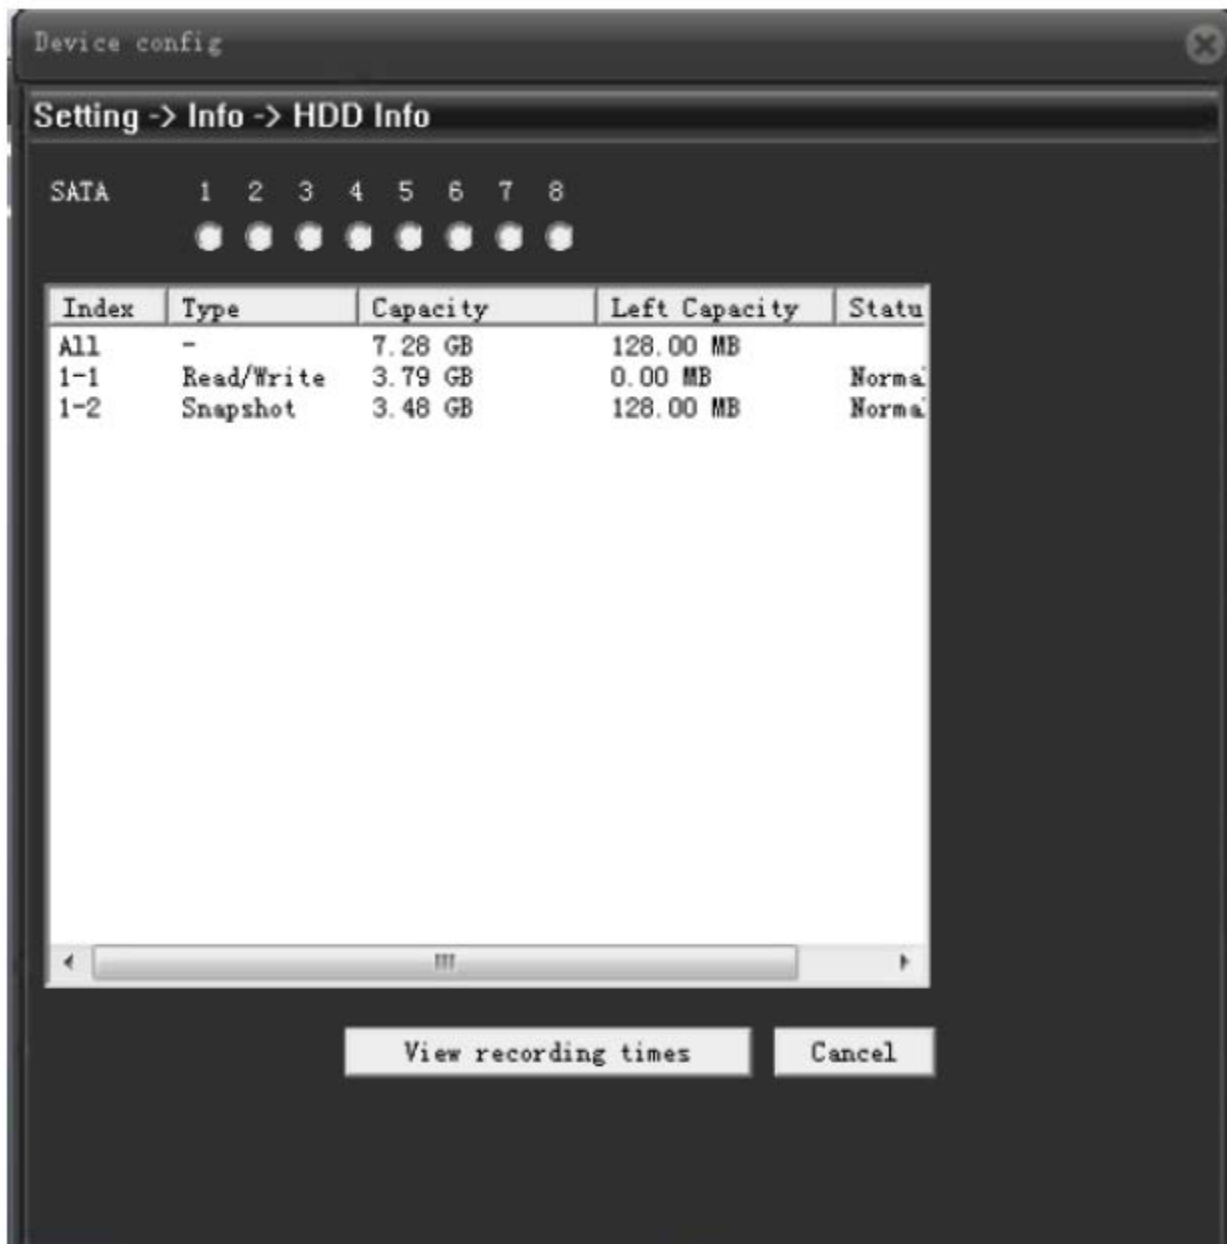 Device config
Setting -> Info -> HDD Info
SATA 1 2 3 4 5 6 7 8
Index Type Capacity Left Capacity Statu
All - 7.28 GB 128.00 MB
1-1 Read/Write 3.79 GB 0.00 MB Normal
1-2 Snapshot 3.48 GB 128.00 MB Normal
View recording times Cancel